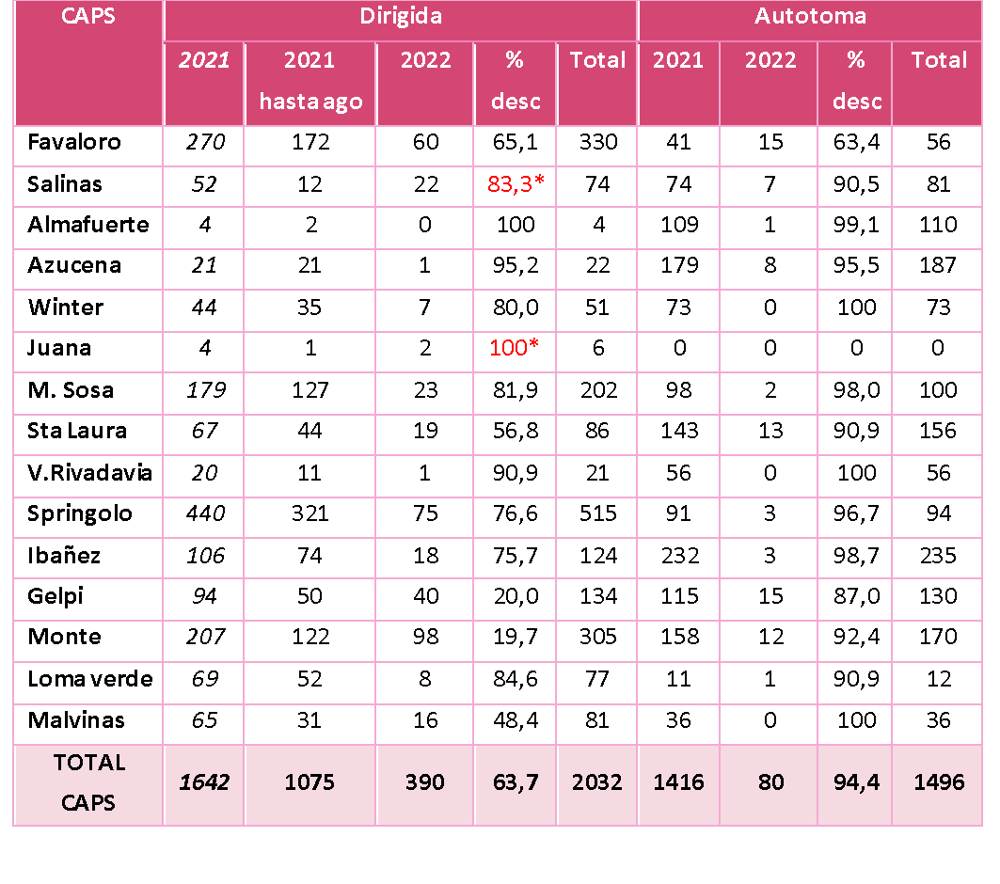 CAPS Dirigida Autotoma
2021 2021 hasta ago 2022 % desc Total 2021 2022 % desc Total
Favaloro 270 172 60 65,1 330 41 15 63,4 56
Salinas 52 12 22 83,3* 74 74 7 90,5 81
Almafuerte 4 2 0 100 4 109 1 99,1 110
Azucena 21 21 1 95,2 22 179 8 95,5 187
Winter 44 35 7 80,0 51 73 0 100 73
Juana 4 1 2 100* 6 0 0 0 0
M. Sosa 179 127 23 81,9 202 98 2 98,0 100
Sta Laura 67 44 19 56,8 86 143 13 90,9 156
V.Rivadavia 20 11 1 90,9 21 56 0 100 56
Springolo 440 321 75 76,6 515 91 3 96,7 94
Ibañez 106 74 18 75,7 124 232 3 98,7 235
Gelpi 94 50 40 20,0 134 115 15 87,0 130
Monte 207 122 98 19,7 305 158 12 92,4 170
Loma verde 69 52 8 84,6 77 11 1 90,9 12
Malvinas 65 31 16 48,4 81 36 0 100 36
TOTAL CAPS 1642 1075 390 63,7 2032 1416 80 94,4 1496